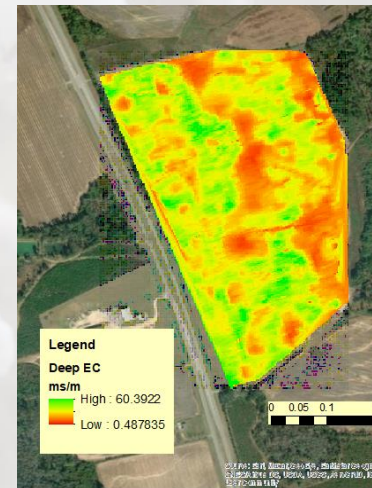 Legend
Deep EC
ms/m
High : 60.3922
Low : 0.487835
0 0.05 0.1